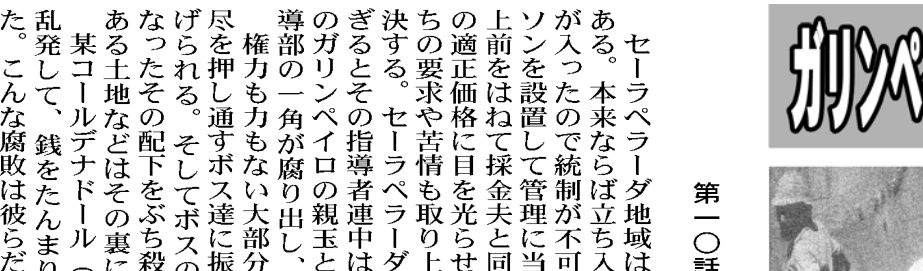 ガリンペ
第一〇話
セーラペラーダ地域は
ある。本来ならば立ち入
が入ったので統制が不可
ソンを設置して管理に当
上前をはねて採金夫と同
の適正価格に目を光らせ
ちの要求や苦情も取り上
決する。セーラペラーダ
ぎるとその指導者連中は
のガリンペイロの親玉と
導部の一角が腐り出し、
権力も力もない大部分
尽を押し通すボス達に振
げられる。そしてボスの
なったその配下をぶち殺
ある土地などはその裏に
某コールデナドール（
乱発して、銭をたんまり
た。こんな腐敗は彼らだ